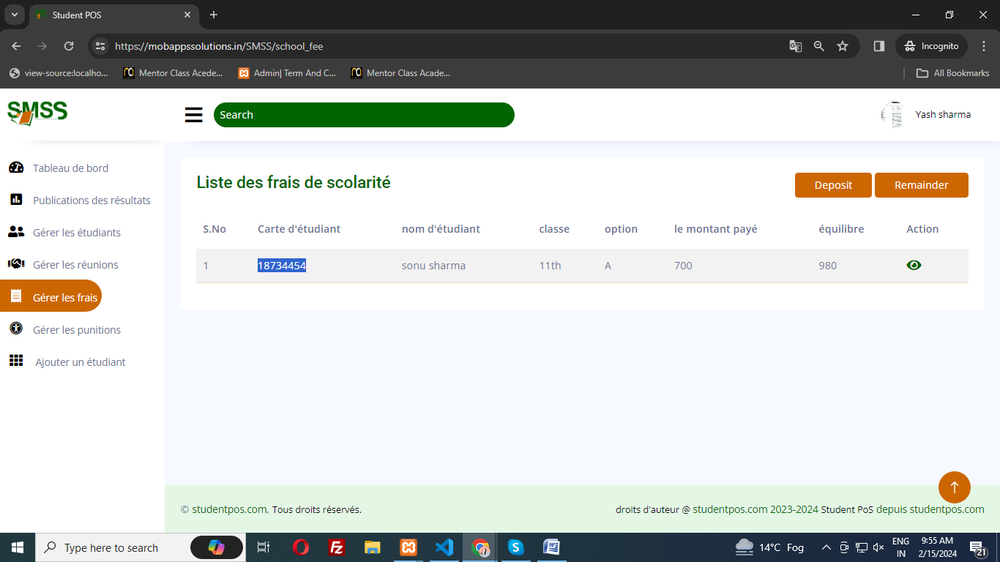 Student POS
https://mobappssolutions.in/SMSS/school_fee
Incognito
view-source:localho...
Mentor Class Acede...
Admin| Term And C...
Mentor Class Acade...
All Bookmarks
SMSS
Search
Yash sharma
Tableau de bord
Publications des résultats
Gérer les étudiants
Gérer les réunions
Gérer les frais
Gérer les punitions
Ajouter un étudiant
Liste des frais de scolarité
Deposit
Remainder
S.No Carte d'étudiant nom d'étudiant classe option le montant payé équilibre Action
1 18734454 sonu sharma 11th A 700 980
© studentpos.com, Tous droits réservés.
droits d'auteur @ studentpos.com 2023-2024 Student PoS depuis studentpos.com
Type here to search
14°C Fog
ENG
IN
9:55 AM
2/15/2024
21